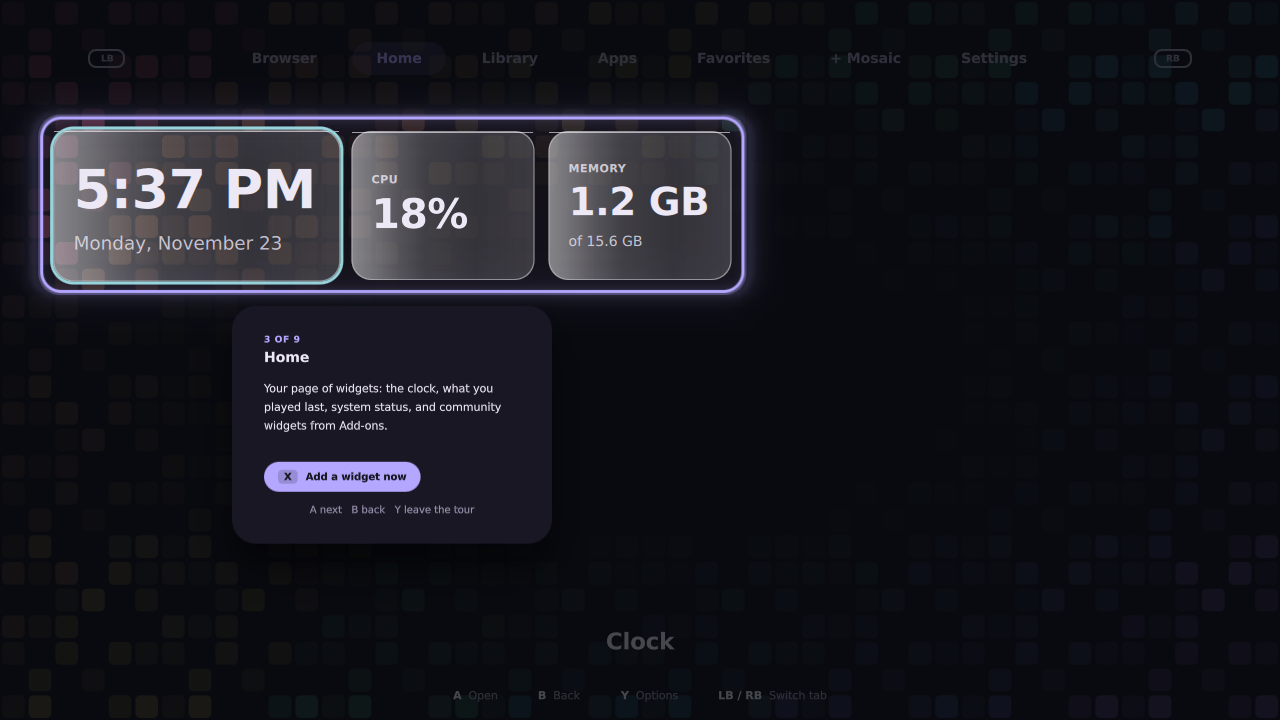 LB Browser Home Library Apps Favorites + Mosaic Settings RB
5:37 PM
Monday, November 23
CPU
18%
MEMORY
1.2 GB
of 15.6 GB
3 OF 9
Home
Your page of widgets: the clock, what you
played last, system status, and community
widgets from Add-ons.
X Add a widget now
A next B back Y leave the tour
Clock
A Open B Back Y Options LB / RB Switch tab